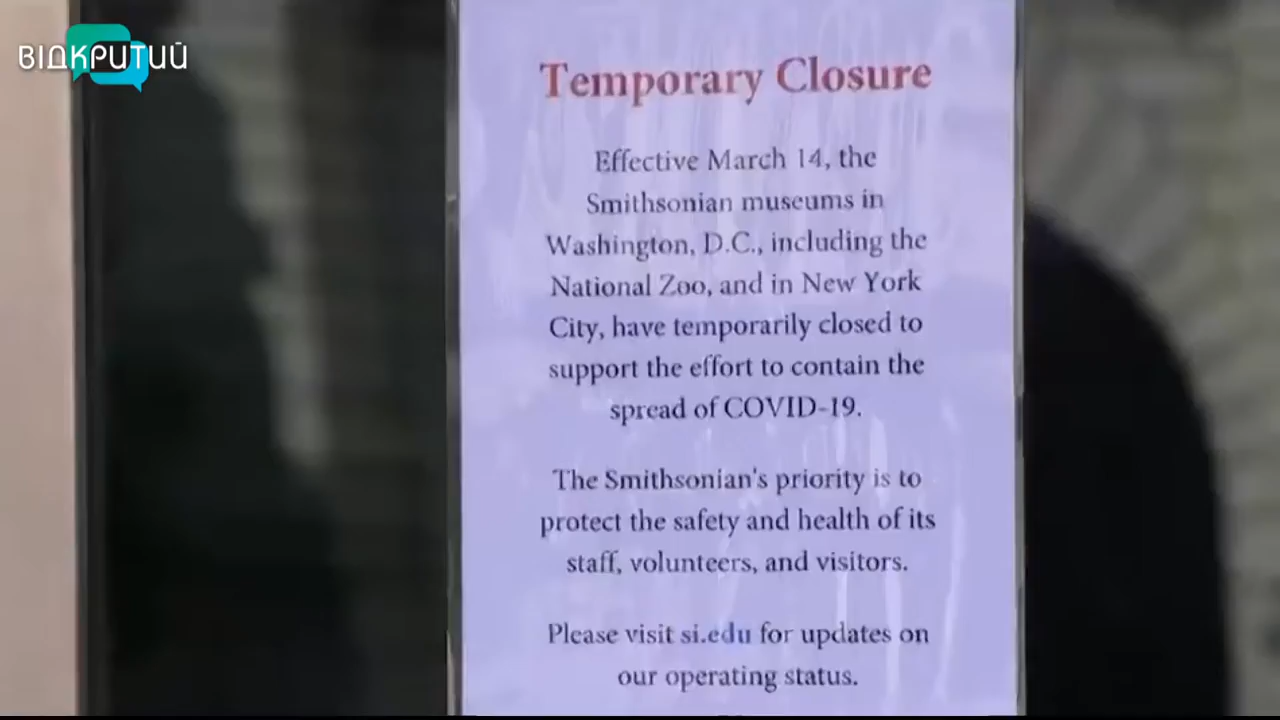 ВІДКРИТИЙ
Temporary Closure
Effective March 14, the
Smithsonian museums in
Washington, D.C., including the
National Zoo, and in New York
City, have temporarily closed to
support the effort to contain the
spread of COVID-19.
The Smithsonian's priority is to
protect the safety and health of its
staff, volunteers, and visitors.
Please visit si.edu for updates on
our operating status.